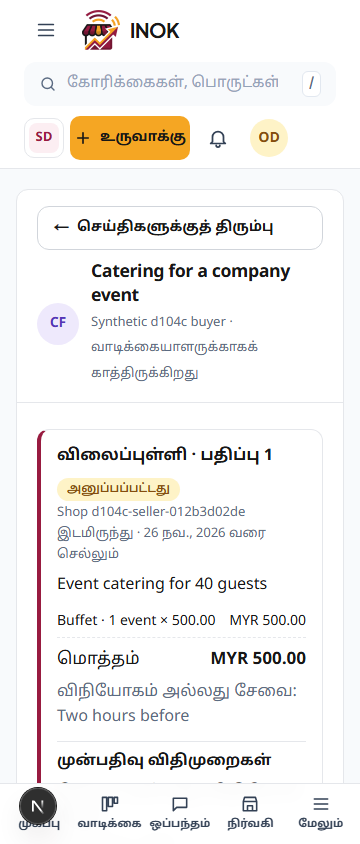 INOK
கோரிக்கைகள், பொருட்கள்
/
SD
+ உருவாக்கு
OD
← செய்திகளுக்குத் திரும்பு
Catering for a company
event
CF
Synthetic d104c buyer ·
வாடிக்கையாளருக்காகக்
காத்திருக்கிறது
விலைப்புள்ளி · பதிப்பு 1
அனுப்பப்பட்டது
Shop d104c-seller-012b3d02de
இடமிருந்து · 26 நவ., 2026 வரை
செல்லும்
Event catering for 40 guests
Buffet · 1 event × 500.00 MYR 500.00
மொத்தம் MYR 500.00
விநியோகம் அல்லது சேவை:
Two hours before
முன்பதிவு விதிமுறைகள்
N
வாடிக்கை ஒப்பந்தம் நிர்வகி மேலும்